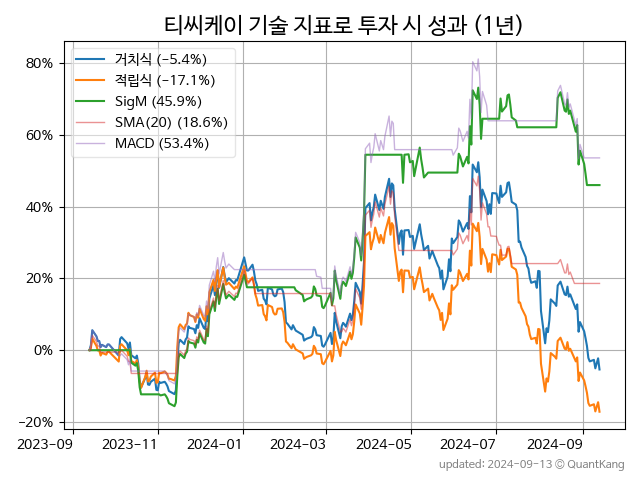 티씨케이 기술 지표로 투자 시 성과 (1년)
거치식 (−5.4%)
적립식 (−17.1%)
SigM (45.9%)
SMA(20) (18.6%)
MACD (53.4%)
80%
60%
40%
20%
0%
−20%
2023-09 2023-11 2024-01 2024-03 2024-05 2024-07 2024-09
updated: 2024-09-13 © QuantKang